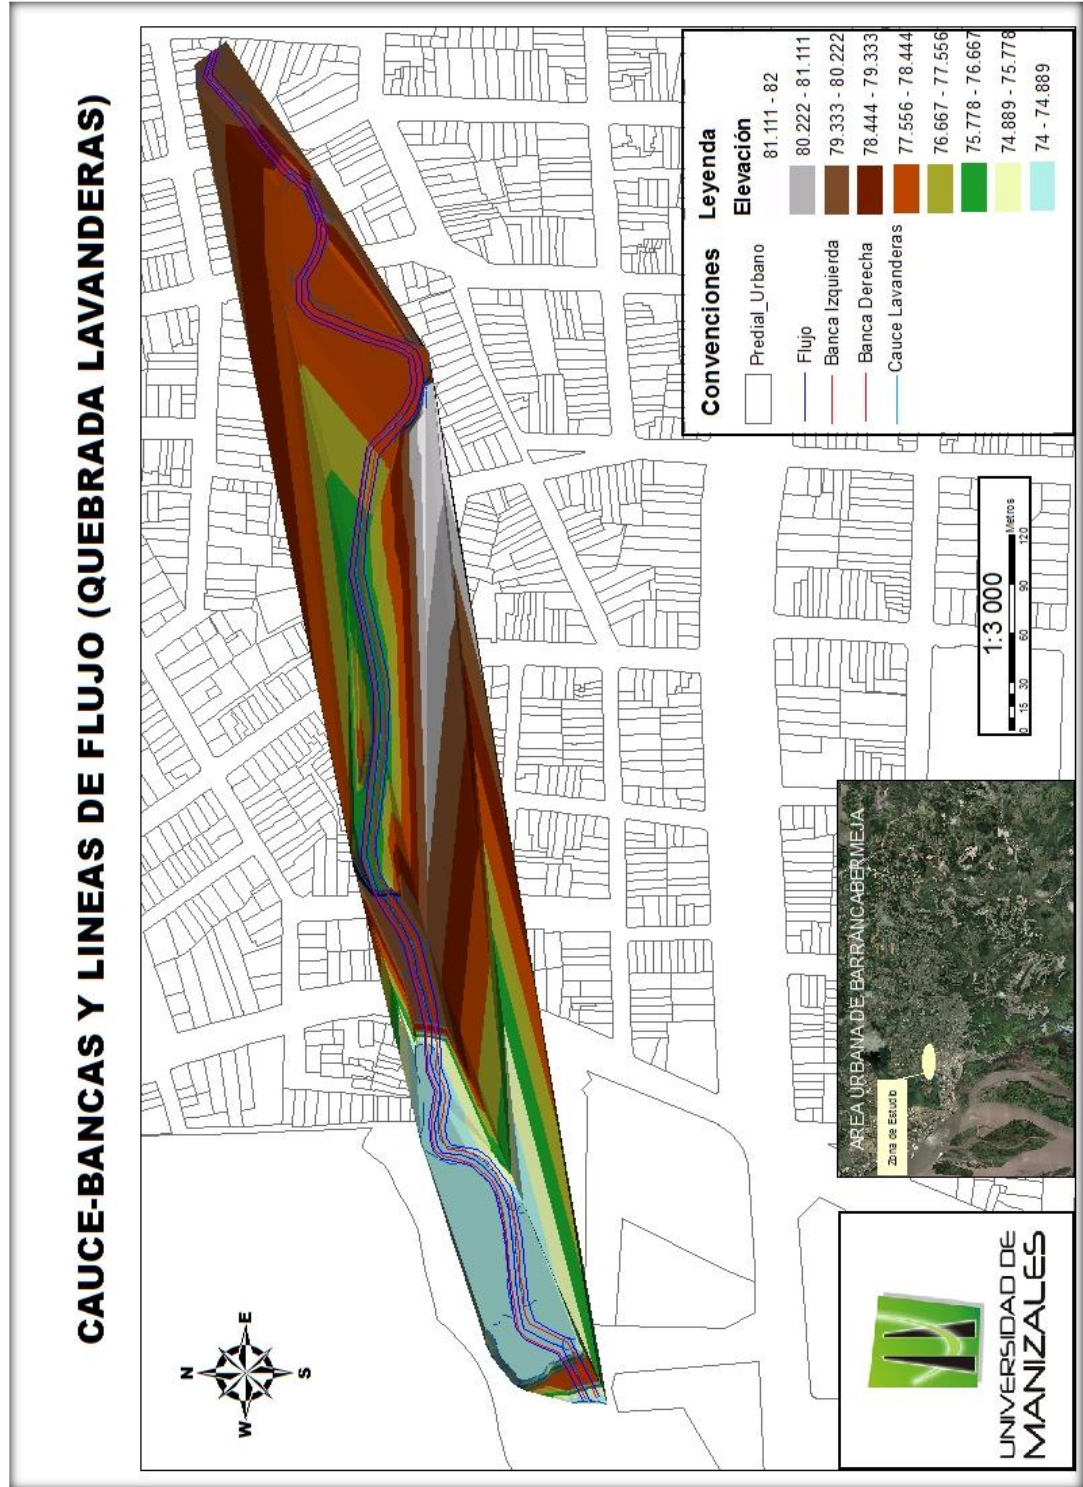 CAUCE-BANCAS Y LINEAS DE FLUJO (QUEBRADA LAVANDERAS)
N
W
E
S
Convenciones
Predial_Urbano
Flujo
Banca Izquierda
Banca Derecha
Cauce Lavanderas
Leyenda
Elevación
81.111 - 82
80.222 - 81.111
79.333 - 80.222
78.444 - 79.333
77.556 - 78.444
76.667 - 77.556
75.778 - 76.667
74.889 - 75.778
74 - 74.889
1:3 000
0 15 30 60 90 120
Metros
AREA URBANA DE BARRANCABERMEJA
Zona de Estudio
UNIVERSIDAD DE
MANIZALES